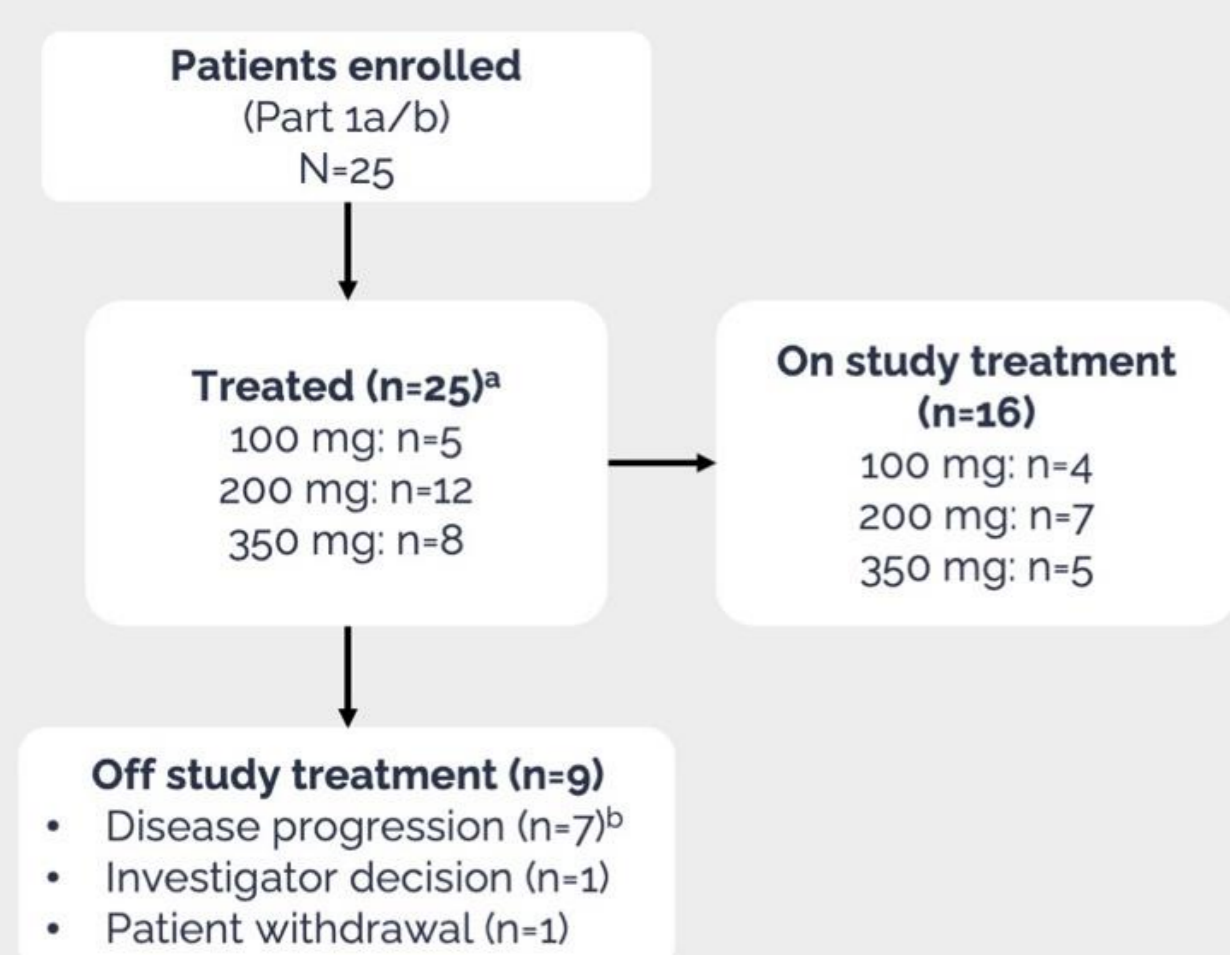 Patients enrolled
(Part 1a/b)
N=25
Treated (n=25)ᵃ
100 mg: n=5
200 mg: n=12
350 mg: n=8
On study treatment
(n=16)
100 mg: n=4
200 mg: n=7
350 mg: n=5
Off study treatment (n=9)
• Disease progression (n=7)ᵇ
• Investigator decision (n=1)
• Patient withdrawal (n=1)